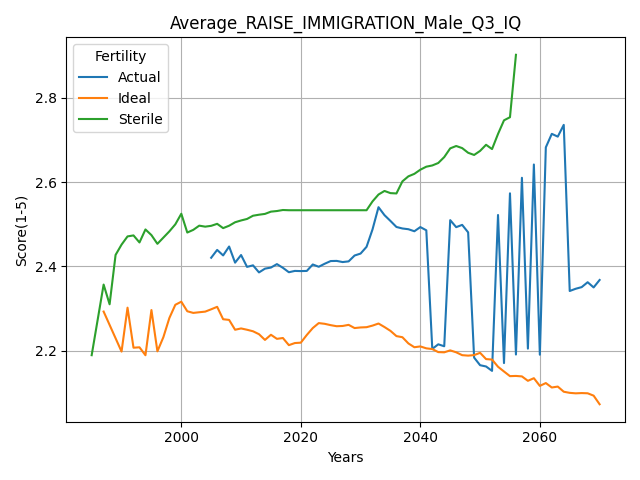 Average_RAISE_IMMIGRATION_Male_Q3_IQ
Fertility
Actual
Ideal
Sterile
Score(1-5)
2.8
2.6
2.4
2.2
2000
2020
2040
2060
Years